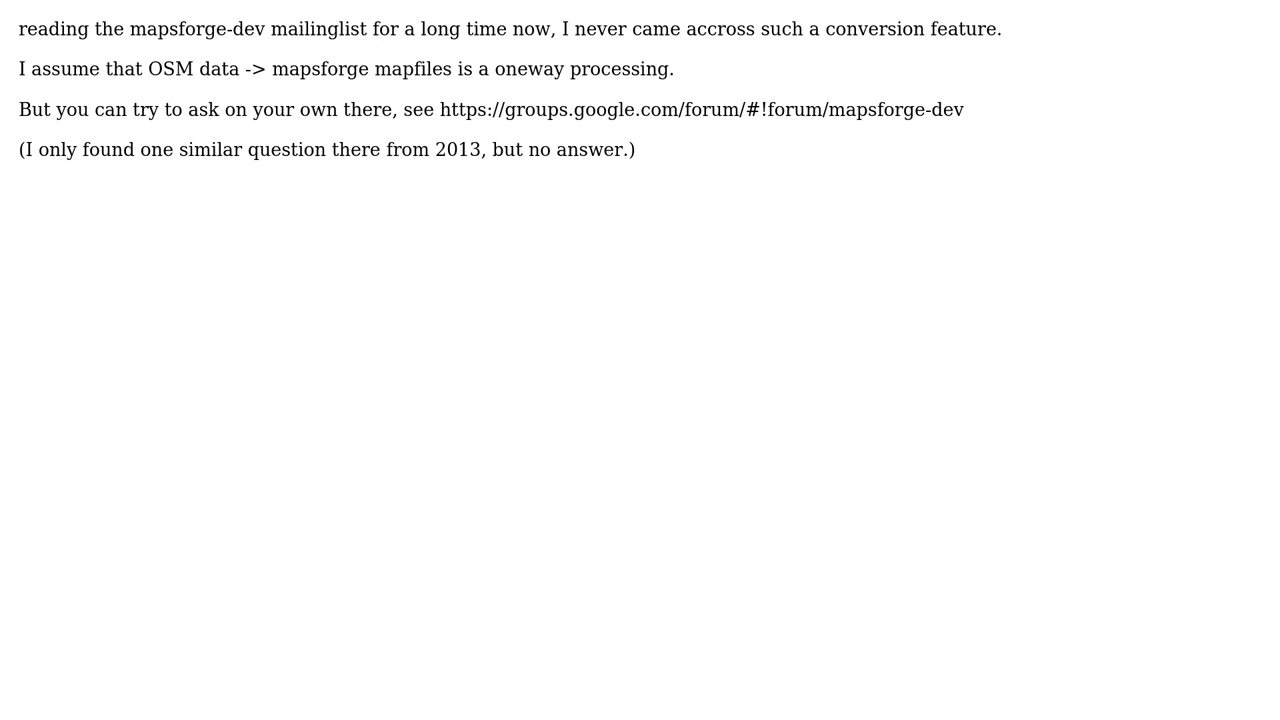 reading the mapsforge-dev mailinglist for a long time now, I never came accross such a conversion feature.
I assume that OSM data -> mapsforge mapfiles is a oneway processing.
But you can try to ask on your own there, see https://groups.google.com/forum/#!forum/mapsforge-dev
(I only found one similar question there from 2013, but no answer.)